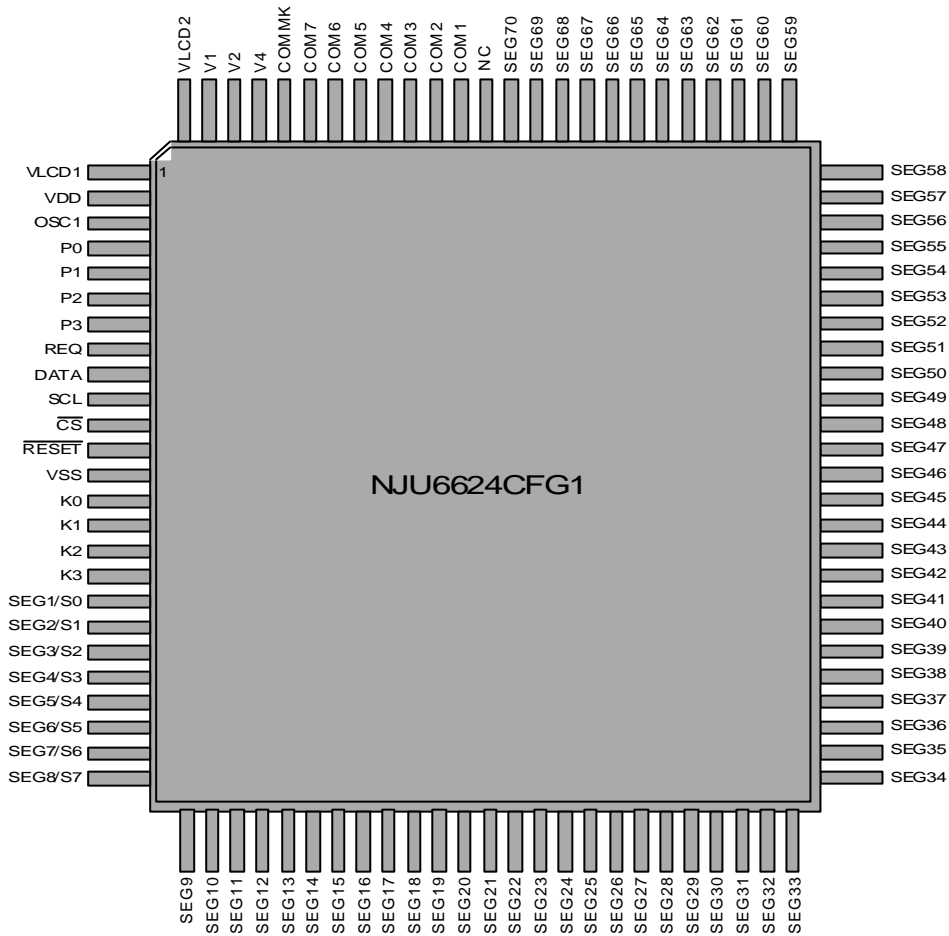 VLCD2
V1
V2
V4
COMMK
COM7
COM6
COM5
COM4
COM3
COM2
COM1
NC
SEG70
SEG69
SEG68
SEG67
SEG66
SEG65
SEG64
SEG63
SEG62
SEG61
SEG60
SEG59
1
VLCD1
VDD
OSC1
P0
P1
P2
P3
REQ
DATA
SCL
CS
RESET
VSS
K0
K1
K2
K3
SEG1/S0
SEG2/S1
SEG3/S2
SEG4/S3
SEG5/S4
SEG6/S5
SEG7/S6
SEG8/S7
NJU6624CFG1
SEG58
SEG57
SEG56
SEG55
SEG54
SEG53
SEG52
SEG51
SEG50
SEG49
SEG48
SEG47
SEG46
SEG45
SEG44
SEG43
SEG42
SEG41
SEG40
SEG39
SEG38
SEG37
SEG36
SEG35
SEG34
SEG9
SEG10
SEG11
SEG12
SEG13
SEG14
SEG15
SEG16
SEG17
SEG18
SEG19
SEG20
SEG21
SEG22
SEG23
SEG24
SEG25
SEG26
SEG27
SEG28
SEG29
SEG30
SEG31
SEG32
SEG33